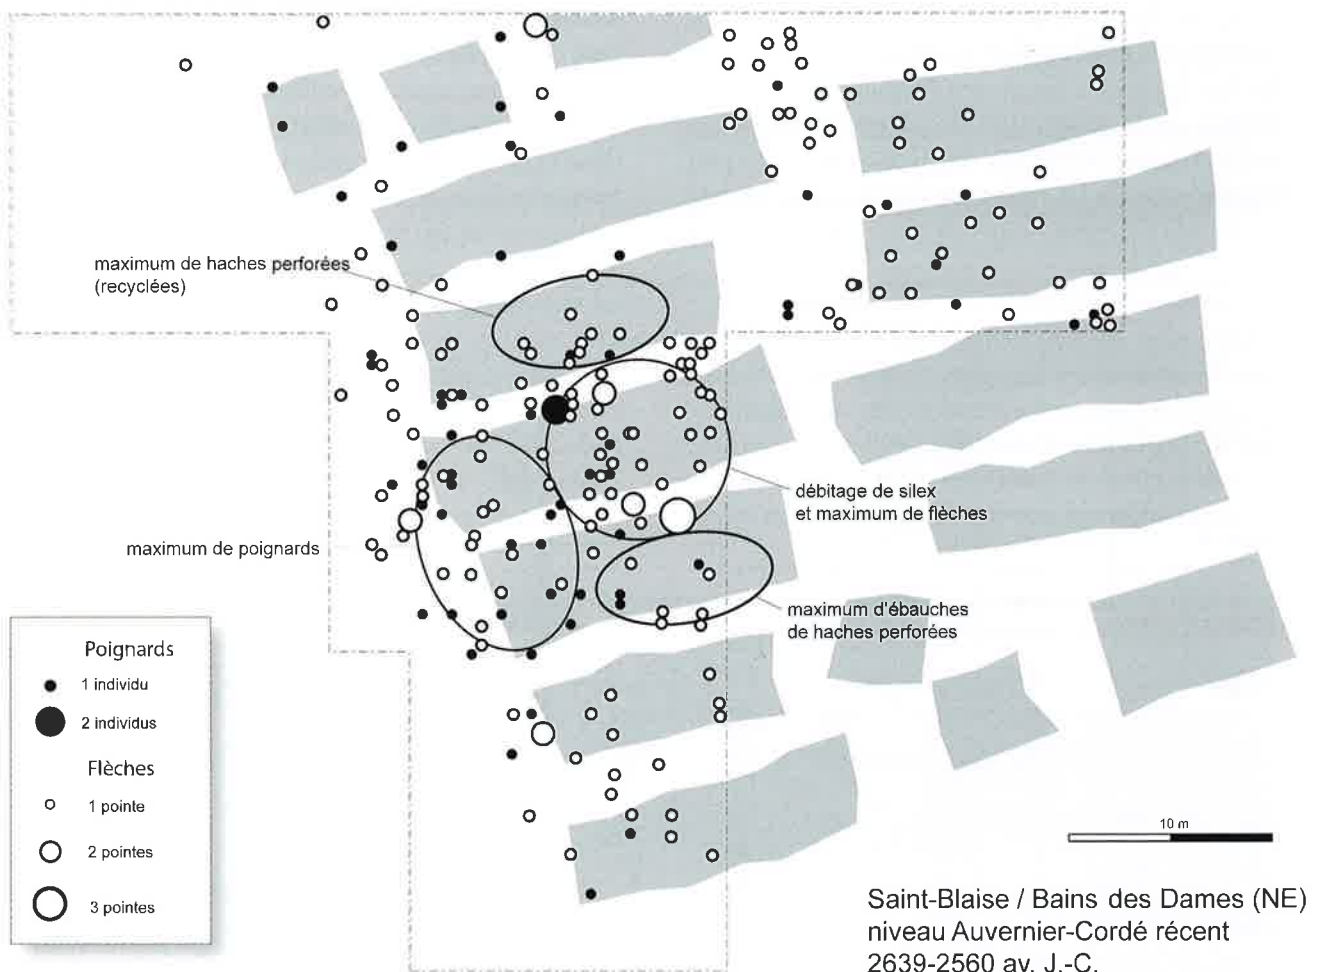 maximum de haches perforées
(recyclées)
maximum de poignards
débitage de silex
et maximum de flèches
maximum d'ébauches
de haches perforées
Poignards
1 individu
2 individus
Flèches
1 pointe
2 pointes
3 pointes
10 m
Saint-Blaise / Bains des Dames (NE)
niveau Auvernier-Cordé récent
2639-2560 av. J.-C.